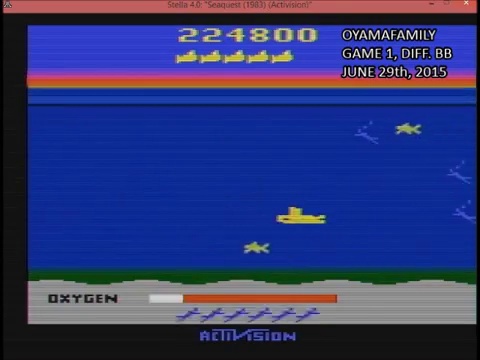 Stella 4.0: "Seaquest (1983) (Activision)"
224800
OYAMAFAMILY
GAME 1, DIFF. BB
JUNE 29th, 2015
OXYGEN
ACTIVISION